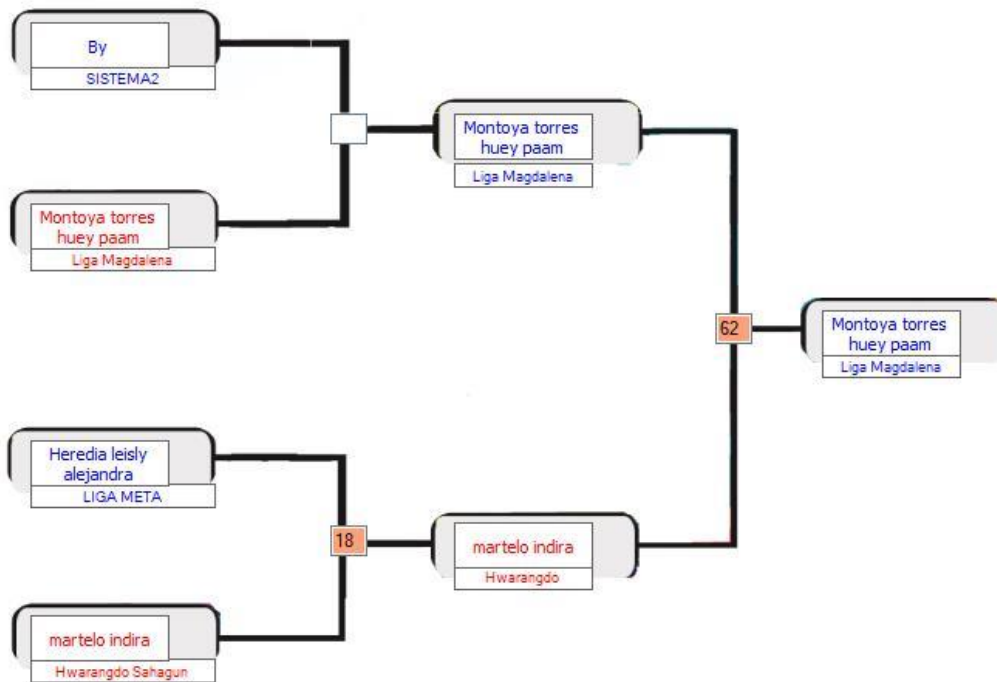 By
SISTEMA2
Montoya torres
huey paam
Liga Magdalena
Montoya torres
huey paam
Liga Magdalena
62
Montoya torres
huey paam
Liga Magdalena
Heredia leisly
alejandra
LIGA META
18
martelo indira
Hwarangdo
martelo indira
Hwarangdo Sahagun